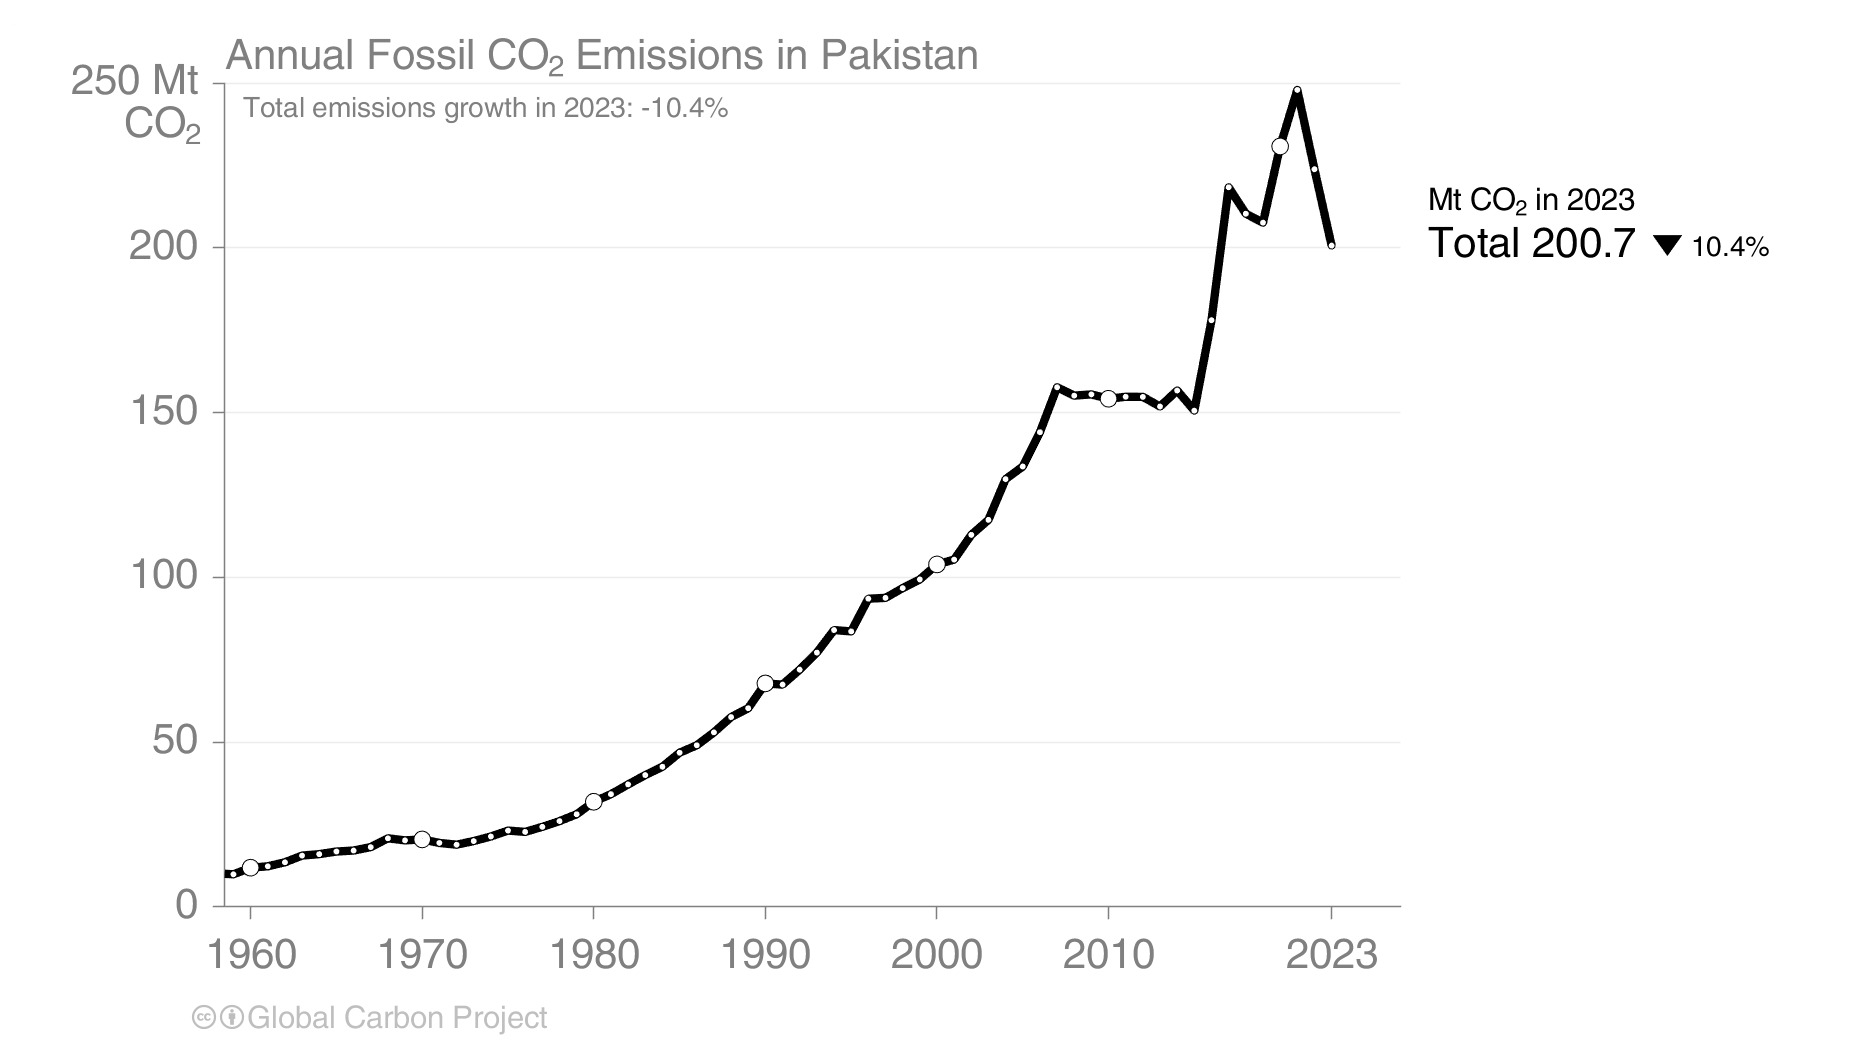 Annual Fossil CO₂ Emissions in Pakistan
250 Mt
CO₂
Total emissions growth in 2023: -10.4%
Mt CO₂ in 2023
Total 200.7 ▼ 10.4%
200
150
100
50
0
1960 1970 1980 1990 2000 2010 2023
cc Global Carbon Project